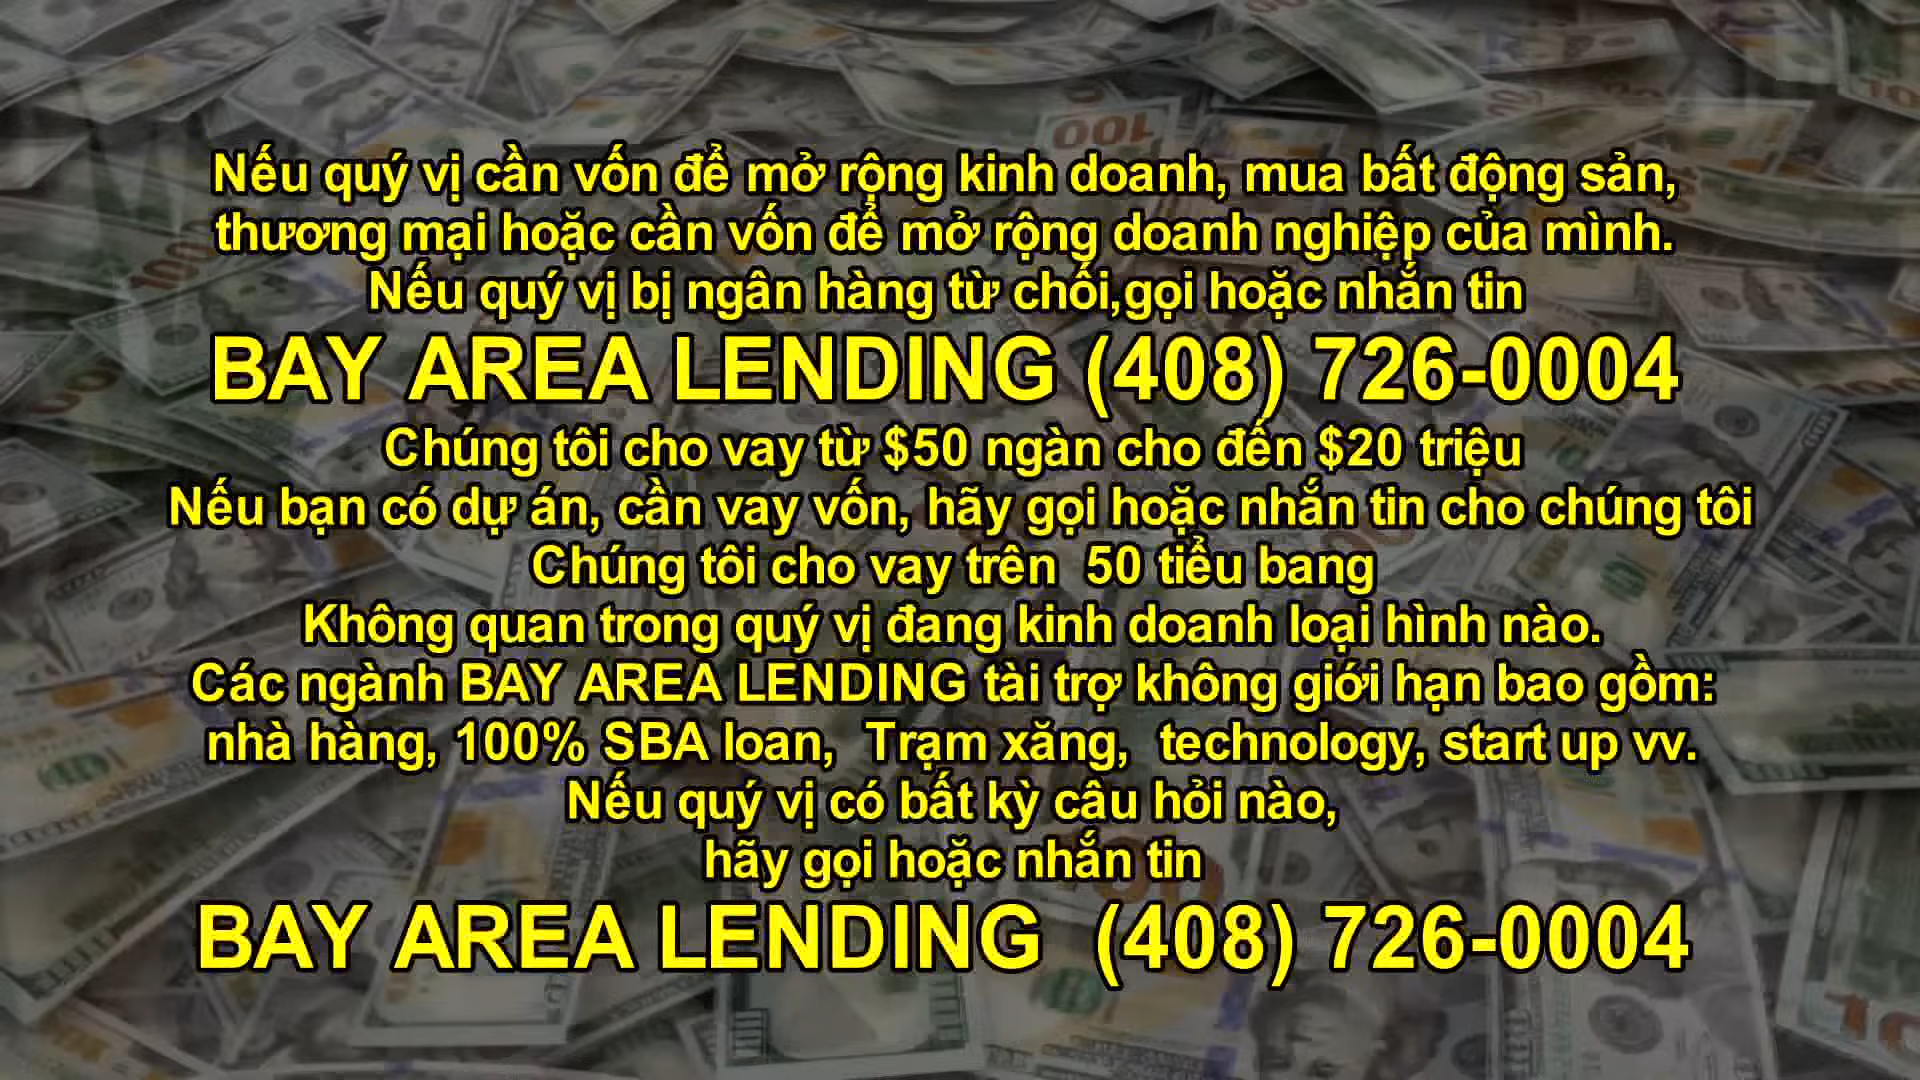 Nếu quý vị cần vốn để mở rộng kinh doanh, mua bất động sản,
thương mại hoặc cần vốn để mở rộng doanh nghiệp của mình.
Nếu quý vị bị ngân hàng từ chối,gọi hoặc nhắn tin
BAY AREA LENDING (408) 726-0004
Chúng tôi cho vay từ $50 ngàn cho đến $20 triệu
Nếu bạn có dự án, cần vay vốn, hãy gọi hoặc nhắn tin cho chúng tôi
Chúng tôi cho vay trên 50 tiểu bang
Không quan trong quý vị đang kinh doanh loại hình nào.
Các ngành BAY AREA LENDING tài trợ không giới hạn bao gồm:
nhà hàng, 100% SBA loan, Trạm xăng, technology, start up vv.
Nếu quý vị có bất kỳ câu hỏi nào,
hãy gọi hoặc nhắn tin
BAY AREA LENDING (408) 726-0004